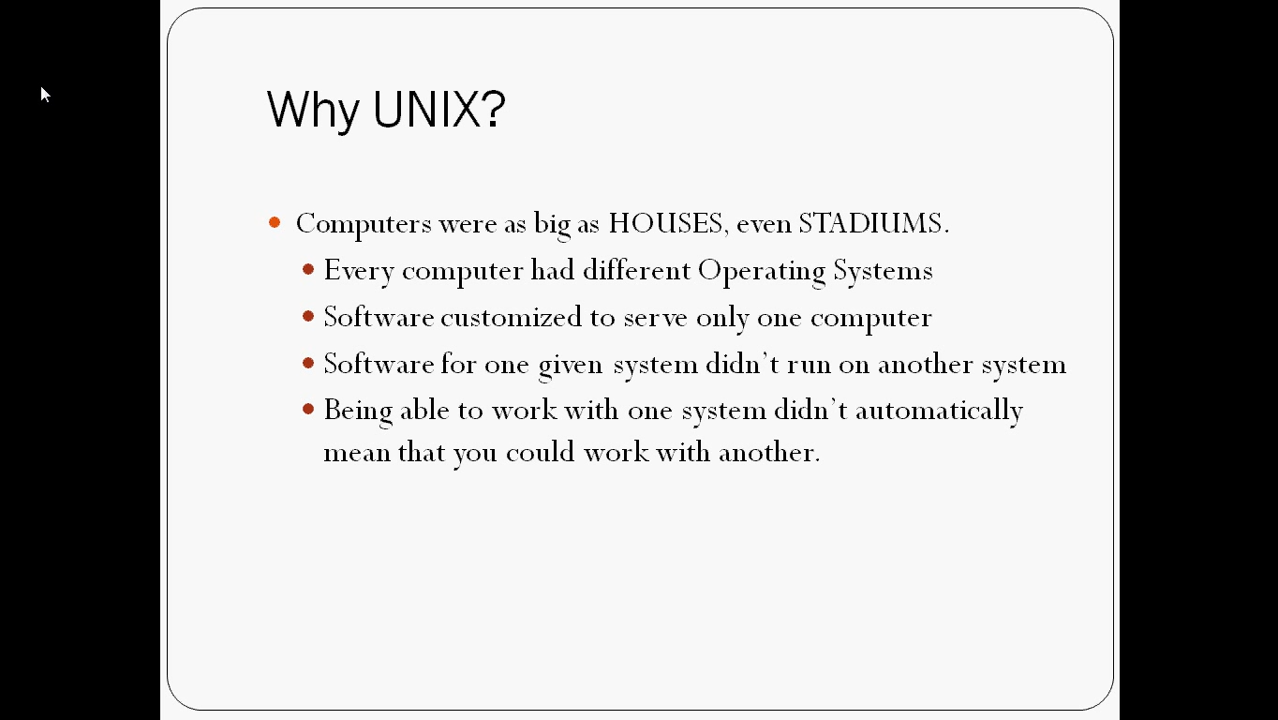 Why UNIX?
Computers were as big as HOUSES, even STADIUMS.
Every computer had different Operating Systems
Software customized to serve only one computer
Software for one given system didn’t run on another system
Being able to work with one system didn’t automatically
mean that you could work with another.